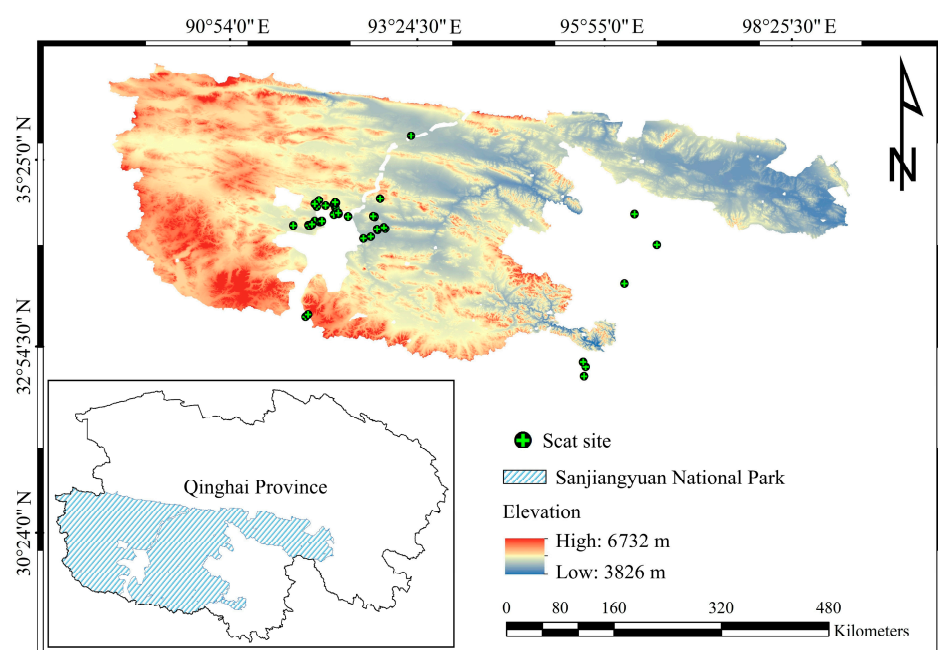 90°54'0" E
93°24'30" E
95°55'0" E
98°25'30" E
35°25'0" N
32°54'30" N
30°24'0" N
N
Qinghai Province
Scat site
Sanjiangyuan National Park
Elevation
High: 6732 m
Low: 3826 m
0 80 160 320 480
Kilometers